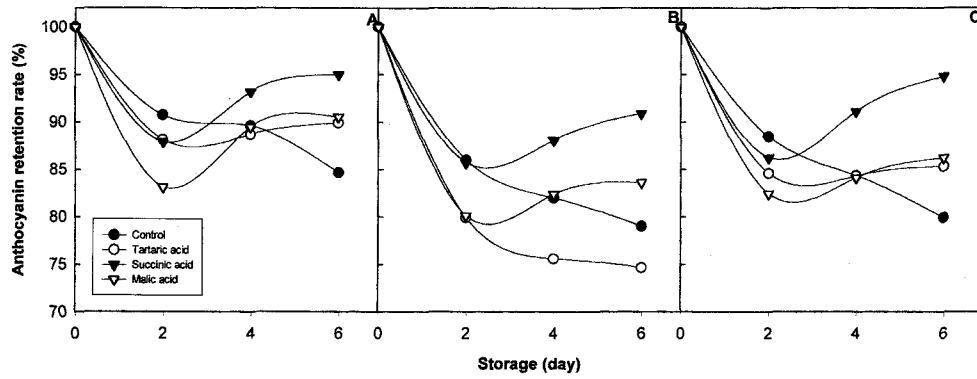 A B C
100
95
90
85
80
75
70
Anthocyanin retention rate (%)
Control
Tartaric acid
Succinic acid
Malic acid
0 2 4 6 0 2 4 6 0 2 4 6
Storage (day)